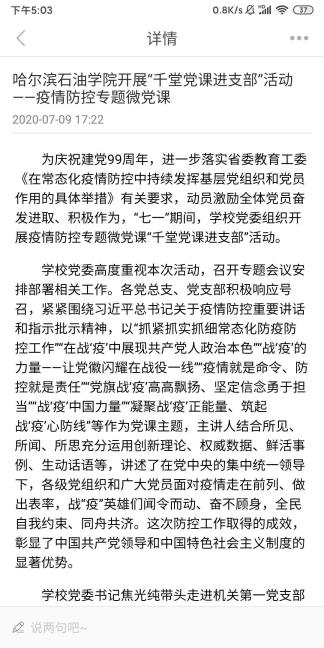 下午5:03
0.8K/s
37
详情
哈尔滨石油学院开展“千堂党课进支部”活动
——疫情防控专题微党课
2020-07-09 17:22
为庆祝建党99周年，进一步落实省委教育工委
《在常态化疫情防控中持续发挥基层党组织和党员
作用的具体举措》有关要求，动员激励全体党员奋
发进取、积极作为，“七一”期间，学校党委组织开
展疫情防控专题微党课“千堂党课进支部”活动。
学校党委高度重视本次活动，召开专题会议安
排部署相关工作。各党总支、党支部积极响应号
召，紧紧围绕习近平总书记关于疫情防控重要讲话
和指示批示精神，以“抓紧抓实抓细常态化防疫防
控工作”“在战‘疫’中展现共产党人政治本色”“战‘疫’的
力量——让党徽闪耀在战役一线”“疫情就是命令、防
控就是责任”“党旗战‘疫’高高飘扬、坚定信念勇于担
当”“战‘疫’中国力量”“凝聚战‘疫’正能量、筑起
战‘疫’心防线”等作为党课主题，主讲人结合所见、
所闻、所思充分运用创新理论、权威数据、鲜活事
例、生动话语等，讲述了在党中央的集中统一领导
下，各级党组织和广大党员面对疫情走在前列、做
出表率，战“疫”英雄们闻令而动、奋不顾身，全民
自我约束、同舟共济。这次防控工作取得的成效，
彰显了中国共产党领导和中国特色社会主义制度的
显著优势。
学校党委书记焦光纯带头走进机关第一党支部
说两句吧~